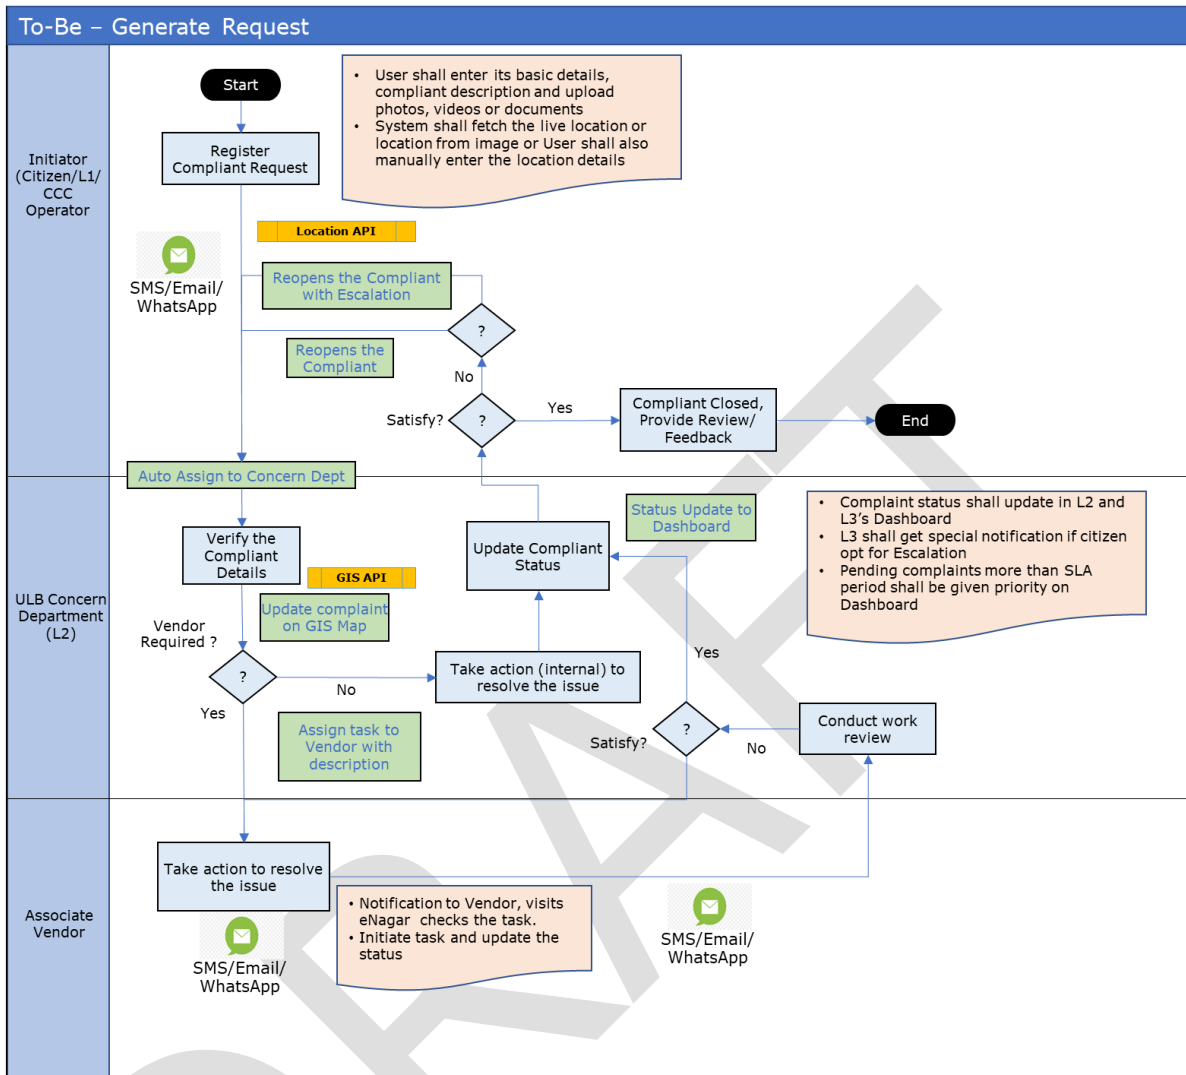 To-Be – Generate Request
Initiator
(Citizen/L1/
CCC
Operator
Start
Register
Compliant Request
• User shall enter its basic details,
compliant description and upload
photos, videos or documents
• System shall fetch the live location or
location from image or User shall also
manually enter the location details
Location API
SMS/Email/
WhatsApp
Reopens the Compliant
with Escalation
?
Reopens the
Compliant
No
Satisfy?
?
Yes
Compliant Closed,
Provide Review/
Feedback
End
Auto Assign to Concern Dept
ULB Concern
Department
(L2)
Verify the
Compliant
Details
GIS API
Update complaint
on GIS Map
Vendor
Required ?
?
No
Yes
Assign task to
Vendor with
description
Take action (internal) to
resolve the issue
Update Compliant
Status
Status Update to
Dashboard
• Complaint status shall update in L2 and
L3’s Dashboard
• L3 shall get special notification if citizen
opt for Escalation
• Pending complaints more than SLA
period shall be given priority on
Dashboard
Yes
Satisfy?
?
No
Conduct work
review
Associate
Vendor
Take action to resolve
the issue
SMS/Email/
WhatsApp
• Notification to Vendor, visits
eNagar checks the task.
• Initiate task and update the
status
SMS/Email/
WhatsApp
DRAFT